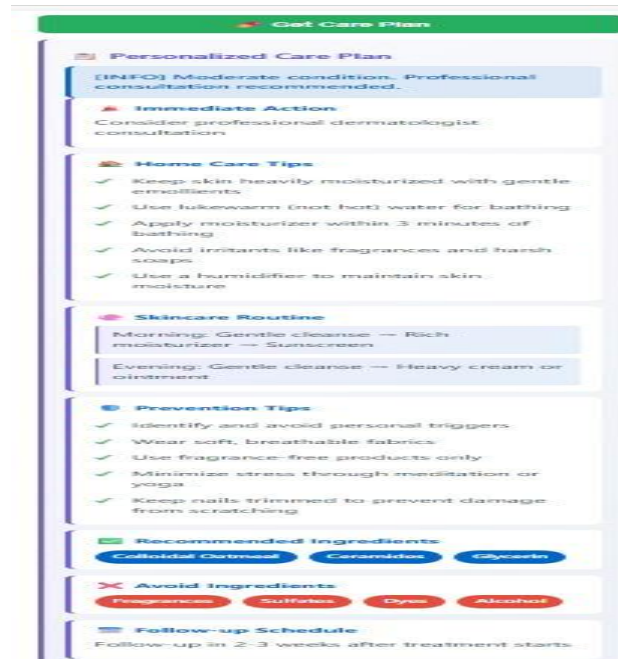 Get Care Plan
Personalized Care Plan
[INFO] Moderate condition. Professional
consultation recommended.
Immediate Action
Consider professional dermatologist
consultation
Home Care Tips
✓ Keep skin heavily moisturized with gentle
emollients
✓ Use lukewarm (not hot) water for bathing
✓ Apply moisturizer within 3 minutes of
bathing
✓ Avoid irritants like fragrances and harsh
soaps
✓ Use a humidifier to maintain skin
moisture
Skincare Routine
Morning: Gentle cleanse → Rich
moisturizer → Sunscreen
Evening: Gentle cleanse → Heavy cream or
ointment
Prevention Tips
✓ Identify and avoid personal triggers
✓ Wear soft, breathable fabrics
✓ Use fragrance-free products only
✓ Minimize stress through meditation or
yoga
✓ Keep nails trimmed to prevent damage
from scratching
Recommended Ingredients
Colloidal Oatmeal Ceramides Glycerin
Avoid Ingredients
Fragrances Sulfates Dyes Alcohol
Follow-up Schedule
Follow-up in 2-3 weeks after treatment starts